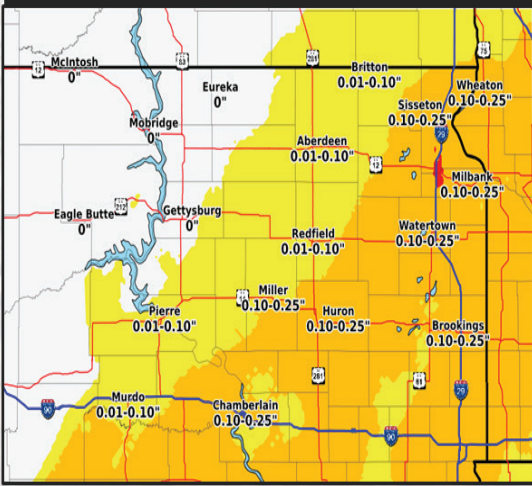 75
12
McIntosh
0"
83
281
Britton
0.01-0.10"
Wheaton
0.10-0.25"
Eureka
0"
Sisseton
0.10-0.25"
Mobridge
0"
29
Aberdeen
0.01-0.10"
12
Milbank
0.10-0.25"
212
Eagle Butte
0"
Gettysburg
0"
Redfield
0.01-0.10"
Watertown
0.10-0.25"
Miller
0.10-0.25"
Pierre
0.01-0.10"
Huron
0.10-0.25"
Brookings
0.10-0.25"
281
81
29
Murdo
0.01-0.10"
90
Chamberlain
0.10-0.25"
90